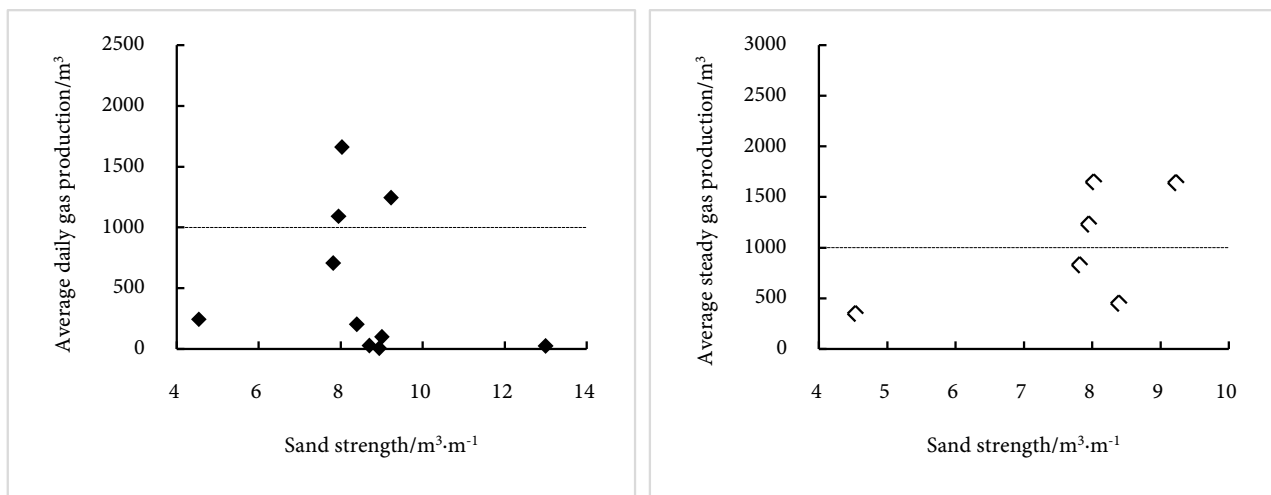 Average daily gas production/m³
2500
2000
1500
1000
500
0
4 6 8 10 12 14
Sand strength/m³·m⁻¹
Average steady gas production/m³
3000
2500
2000
1500
1000
500
0
4 5 6 7 8 9 10
Sand strength/m³·m⁻¹